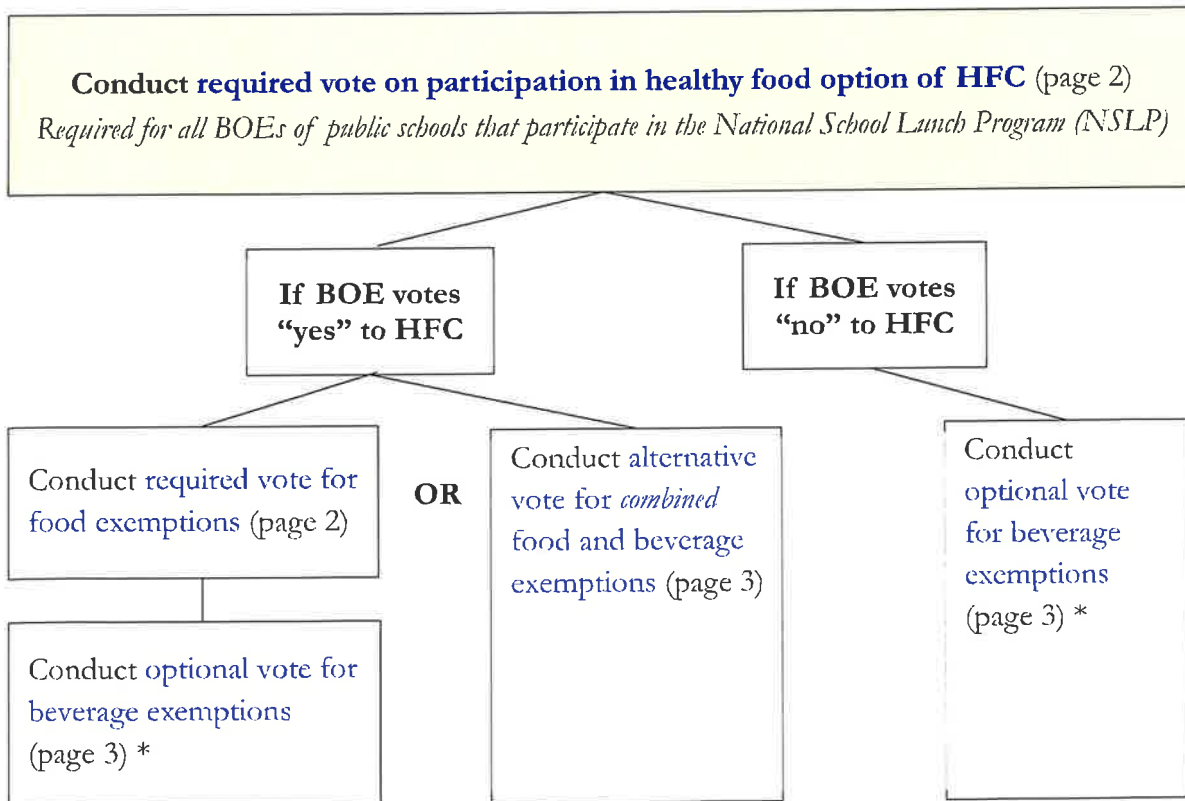 Conduct required vote on participation in healthy food option of HFC (page 2)
Required for all BOEs of public schools that participate in the National School Lunch Program (NSLP)
If BOE votes
“yes” to HFC
If BOE votes
“no” to HFC
Conduct required vote for
food exemptions (page 2)
OR
Conduct alternative
vote for combined
food and beverage
exemptions (page 3)
Conduct
optional vote
for beverage
exemptions
(page 3) *
Conduct optional vote for
beverage exemptions
(page 3) *